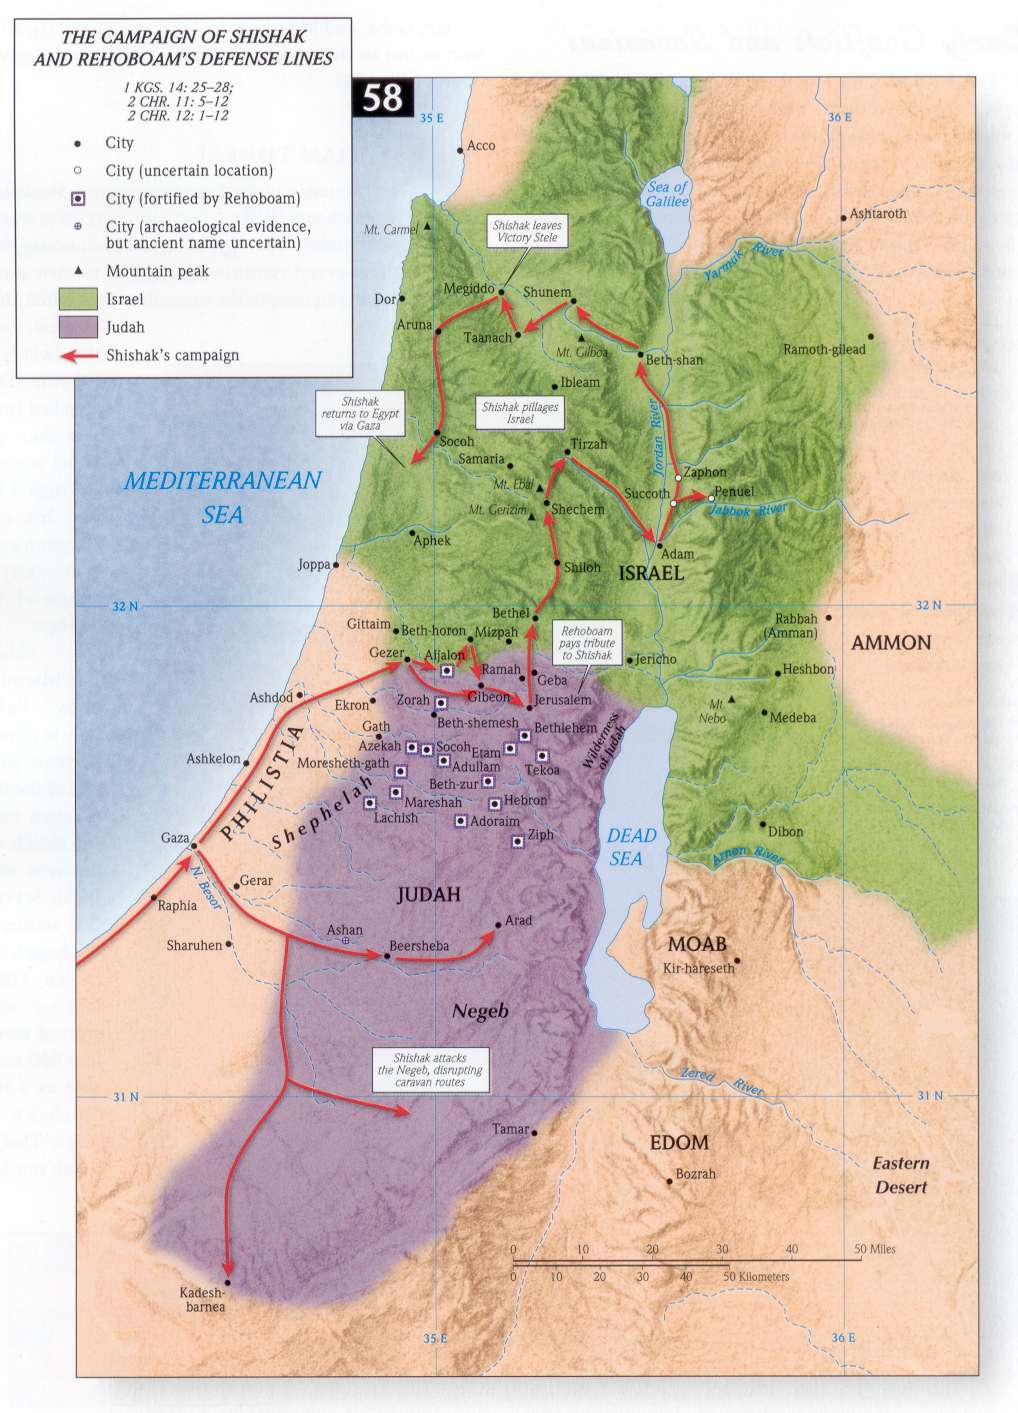 THE CAMPAIGN OF SHISHAK
AND REHOBOAM'S DEFENSE LINES
1 KGS. 14: 25–28;
2 CHR. 11: 5–12
2 CHR. 12: 1–12
City
City (uncertain location)
City (fortified by Rehoboam)
City (archaeological evidence,
but ancient name uncertain)
Mountain peak
Israel
Judah
Shishak's campaign
58
35 E
36 E
Acco
Sea of
Galilee
Ashtaroth
Mt. Carmel
Shishak leaves
Victory Stele
Yarmuk River
Megiddo
Shunem
Dor
Aruna
Taanach
Mt. Gilboa
Beth-shan
Ramoth-gilead
Ibleam
Shishak
returns to Egypt
via Gaza
Shishak pillages
Israel
Jordan River
Socoh
Tirzah
Samaria
MEDITERRANEAN
SEA
Zaphon
Mt. Ebal
Succoth
Penuel
Mt. Gerizim
Shechem
Jabbok River
Aphek
Adam
Joppa
Shiloh
ISRAEL
32 N
32 N
Bethel
Gittaim
Beth-horon
Mizpah
Rehoboam
pays tribute
to Shishak
Rabbah
(Amman)
AMMON
Gezer
Aijalon
Ramah
Geba
Jericho
Heshbon
Ashdod
Ekron
Zorah
Gibeon
Jerusalem
Mt.
Nebo
Medeba
Gath
Beth-shemesh
Bethlehem
Wilderness
of Judah
Azekah
Socoh
Etam
Ashkelon
Moresheth-gath
Adullam
Tekoa
PHILISTIA
Shephelah
Beth-zur
Mareshah
Hebron
Lachish
Adoraim
Ziph
DEAD
SEA
Dibon
Gaza
Arnon River
N. Besor
Gerar
JUDAH
Raphia
Ashan
Arad
Sharuhen
Beersheba
MOAB
Kir-hareseth
Negeb
Shishak attacks
the Negeb, disrupting
caravan routes
Zered River
31 N
31 N
Tamar
EDOM
Bozrah
Eastern
Desert
0 10 20 30 40 50 Miles
0 10 20 30 40 50 Kilometers
Kadesh-
barnea
35 E
36 E